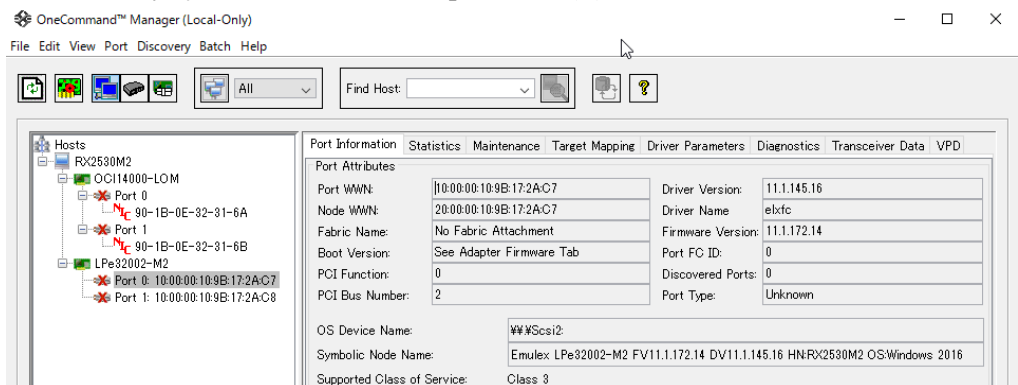 OneCommand™ Manager (Local-Only)
File Edit View Port Discovery Batch Help
All
Find Host:
Hosts
RX2530M2
OCI14000-LOM
Port 0
NIC 90-1B-0E-32-31-6A
Port 1
NIC 90-1B-0E-32-31-6B
LPe32002-M2
Port 0: 10:00:00:10:9B:17:2A:C7
Port 1: 10:00:00:10:9B:17:2A:C8
Port Information Statistics Maintenance Target Mapping Driver Parameters Diagnostics Transceiver Data VPD
Port Attributes
Port WWN: 10:00:00:10:9B:17:2A:C7 Driver Version: 11.1.145.16
Node WWN: 20:00:00:10:9B:17:2A:C7 Driver Name elxfc
Fabric Name: No Fabric Attachment Firmware Version: 11.1.172.14
Boot Version: See Adapter Firmware Tab Port FC ID: 0
PCI Function: 0 Discovered Ports: 0
PCI Bus Number: 2 Port Type: Unknown
OS Device Name: ¥¥.¥Scsi2:
Symbolic Node Name: Emulex LPe32002-M2 FV11.1.172.14 DV11.1.145.16 HN:RX2530M2 OS:Windows 2016
Supported Class of Service: Class 3